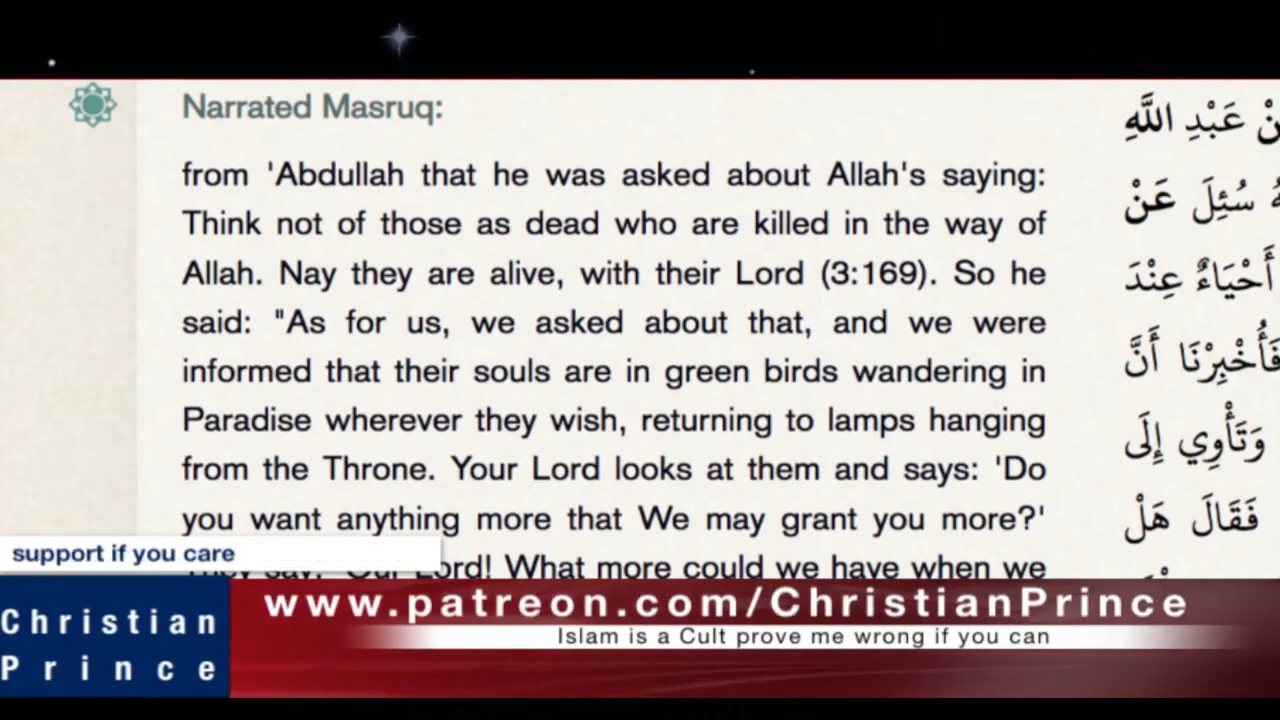 Narrated Masruq:
from 'Abdullah that he was asked about Allah's saying:
Think not of those as dead who are killed in the way of
Allah. Nay they are alive, with their Lord (3:169). So he
said: "As for us, we asked about that, and we were
informed that their souls are in green birds wandering in
Paradise wherever they wish, returning to lamps hanging
from the Throne. Your Lord looks at them and says: 'Do
you want anything more that We may grant you more?'
They say: 'Our Lord! What more could we have when we
عَبْدِ اللَّهِ
سُئِلَ عَنْ
أَحْيَاءٌ عِنْدَ
فَأُخْبِرْنَا أَنَّ
وَتَأْوِي إِلَى
فَقَالَ هَلْ
support if you care
Christian
Prince
www.patreon.com/ChristianPrince
Islam is a Cult prove me wrong if you can